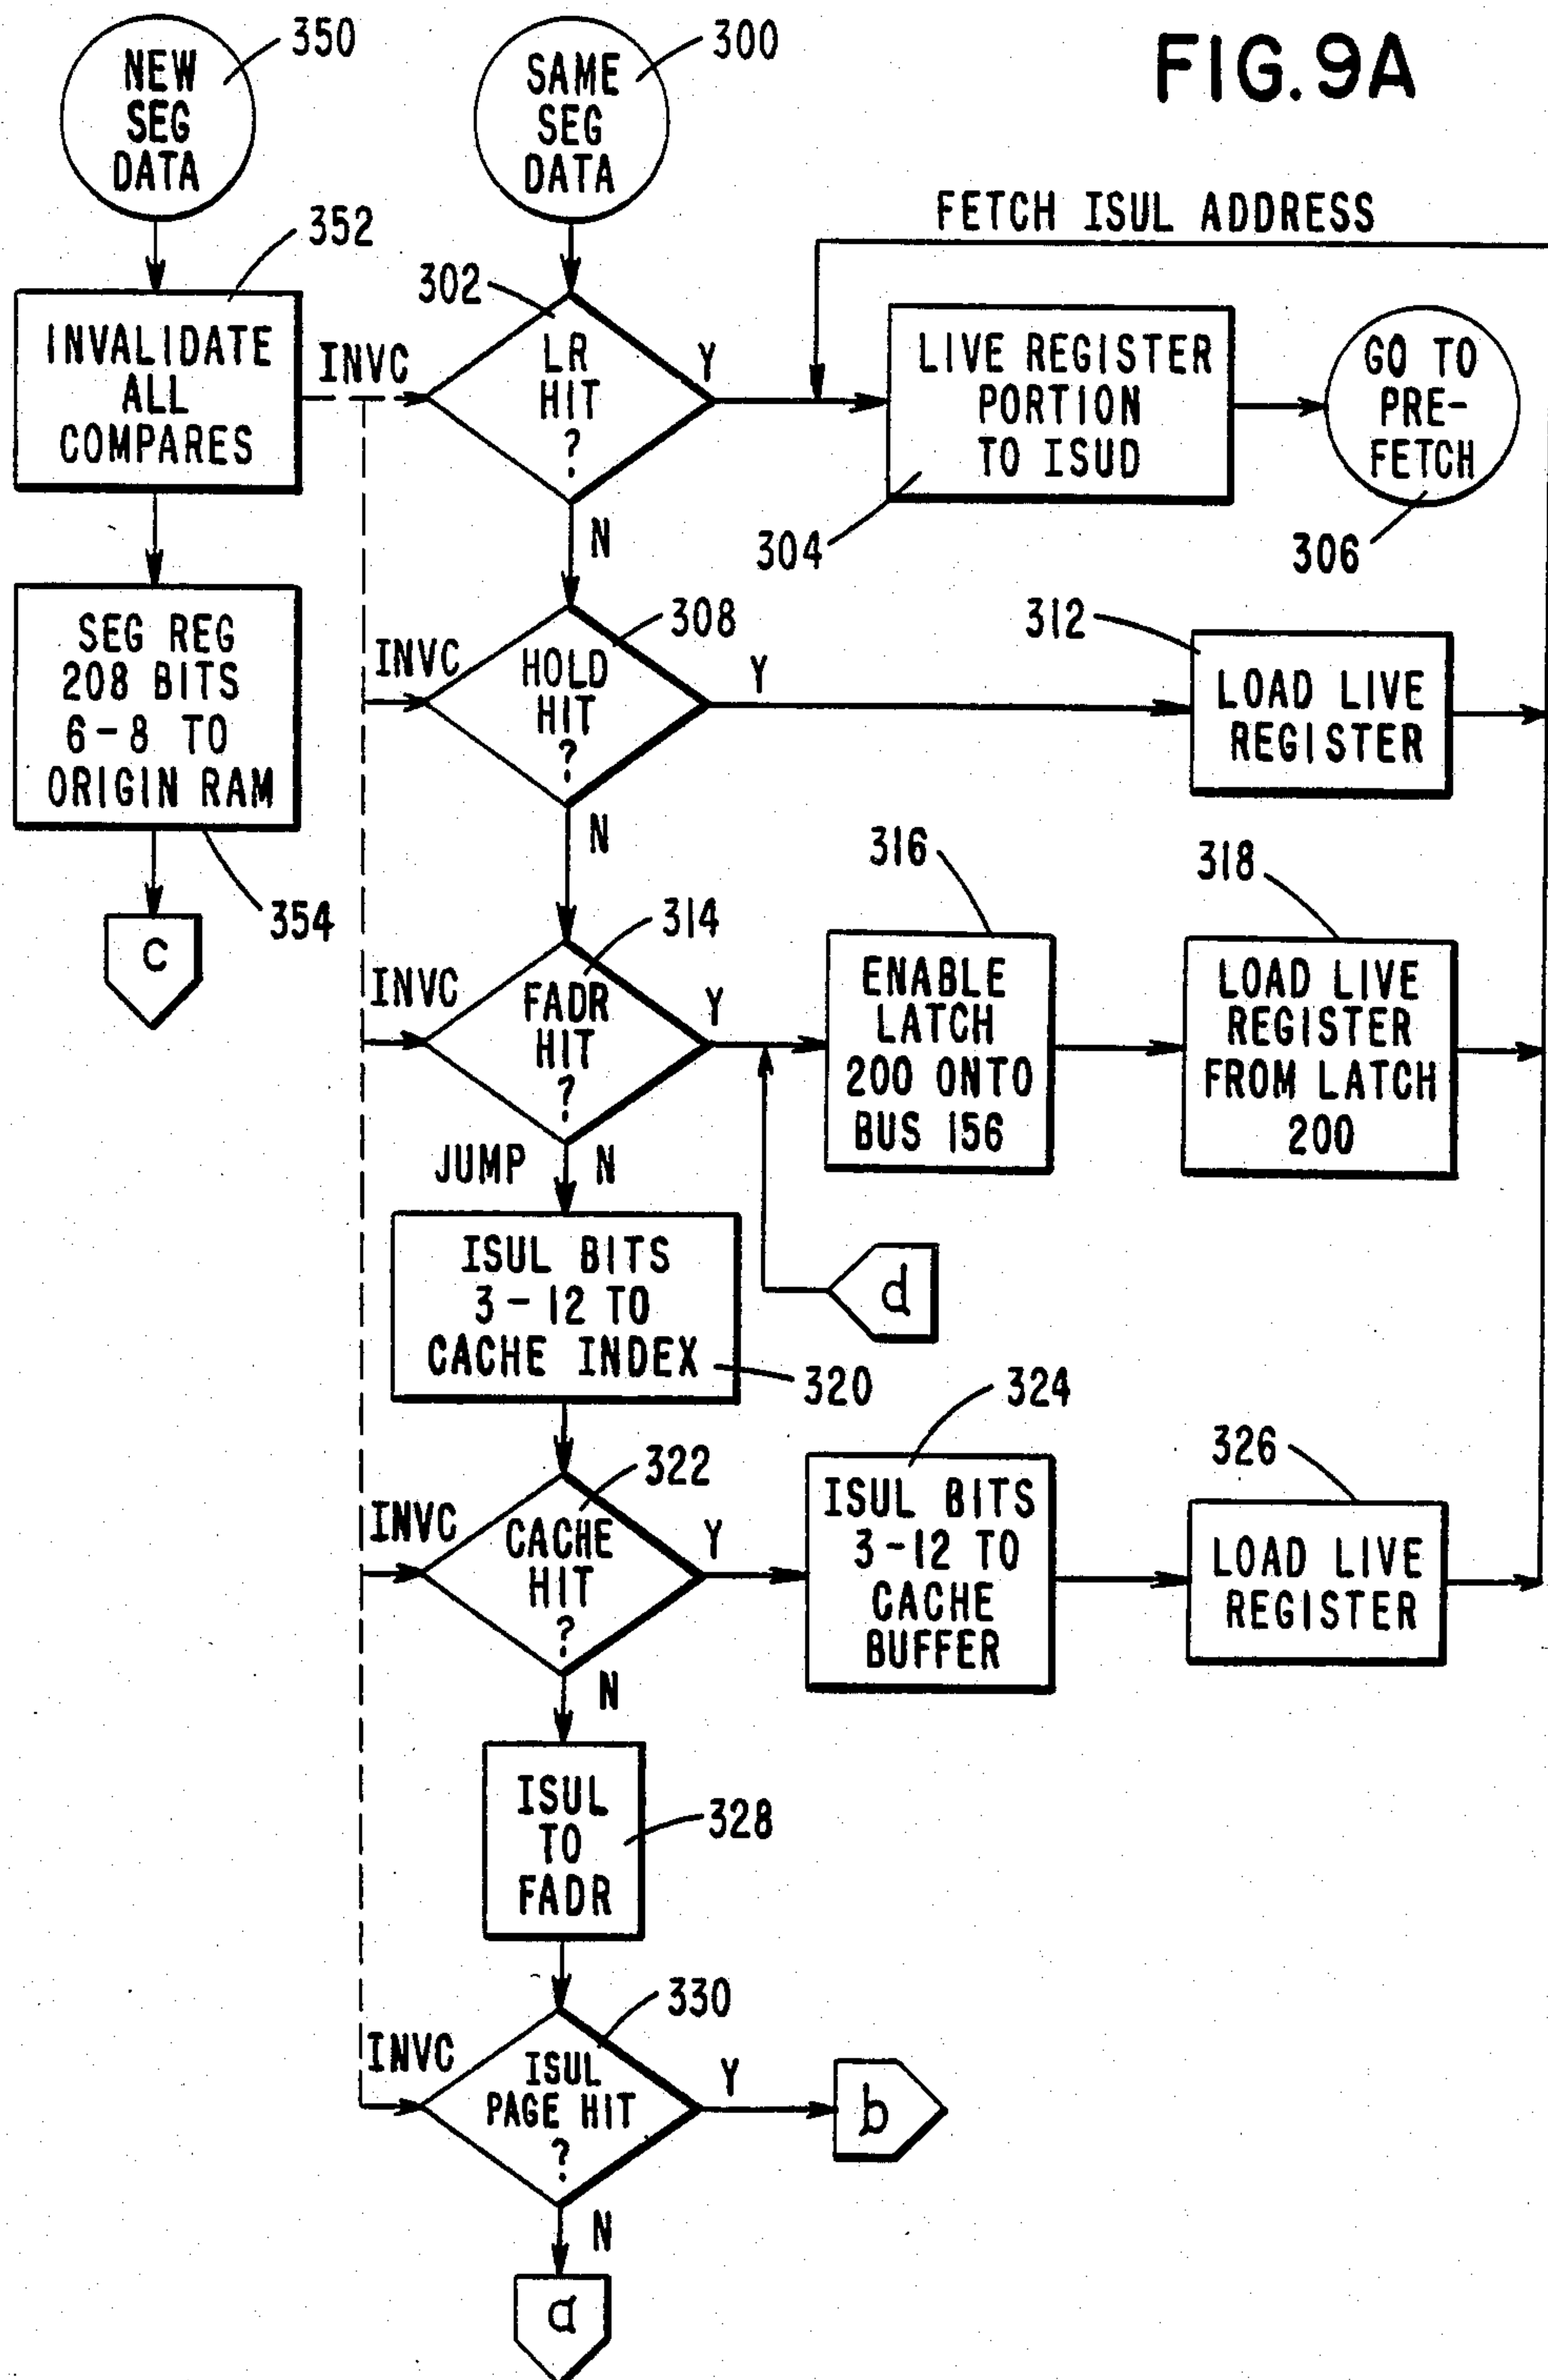 FIG. 9A
350
NEW
SEG
DATA
300
SAME
SEG
DATA
FETCH ISUL ADDRESS
352
INVALIDATE
ALL
COMPARES
INVC
302
LR
HIT
?
Y
N
LIVE REGISTER
PORTION
TO ISUD
304
GO TO
PRE-
FETCH
306
SEG REG
208 BITS
6-8 TO
ORIGIN RAM
354
c
INVC
308
HOLD
HIT
?
Y
N
312
LOAD LIVE
REGISTER
INVC
314
FADR
HIT
?
Y
JUMP N
316
ENABLE
LATCH
200 ONTO
BUS 156
318
LOAD LIVE
REGISTER
FROM LATCH
200
d
ISUL BITS
3-12 TO
CACHE INDEX
320
INVC
322
CACHE
HIT
?
Y
N
324
ISUL BITS
3-12 TO
CACHE
BUFFER
326
LOAD LIVE
REGISTER
ISUL
TO
FADR
328
INVC
330
ISUL
PAGE HIT
?
Y
b
N
a